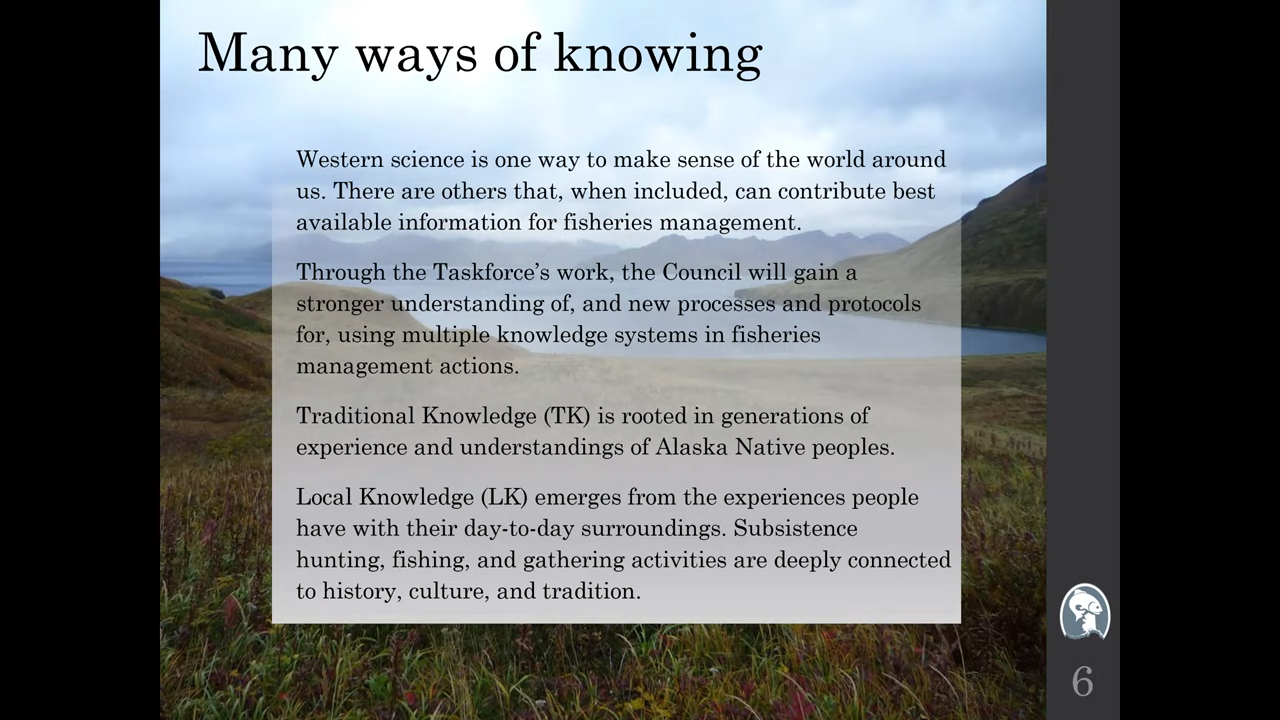 Many ways of knowing
Western science is one way to make sense of the world around
us. There are others that, when included, can contribute best
available information for fisheries management.
Through the Taskforce’s work, the Council will gain a
stronger understanding of, and new processes and protocols
for, using multiple knowledge systems in fisheries
management actions.
Traditional Knowledge (TK) is rooted in generations of
experience and understandings of Alaska Native peoples.
Local Knowledge (LK) emerges from the experiences people
have with their day-to-day surroundings. Subsistence
hunting, fishing, and gathering activities are deeply connected
to history, culture, and tradition.
6